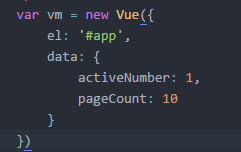 var vm = new Vue({
    el: '#app',
    data: {
        activeNumber: 1,
        pageCount: 10
    }
})